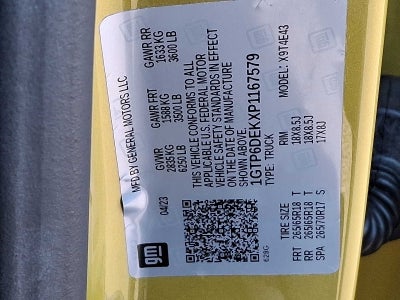 MFD BY GENERAL MOTORS LLC
04/23
GVWR GAWR FRT GAWR RR
2835 KG 1588 KG 1633 KG
6250 LB 3500 LB 3600 LB
THIS VEHICLE CONFORMS TO ALL
APPLICABLE U.S. FEDERAL MOTOR
VEHICLE SAFETY STANDARDS IN EFFECT
ON THE DATE OF MANUFACTURE
SHOWN ABOVE.
1GTP6DEKXP1167579
TYPE: TRUCK MODEL: X9T4E43
TIRE SIZE RIM
FRT 265/65R18 T 18X8.5J
RR 265/65R18 T 18X8.5J
SPA 265/70R17 S 17X8J
gm